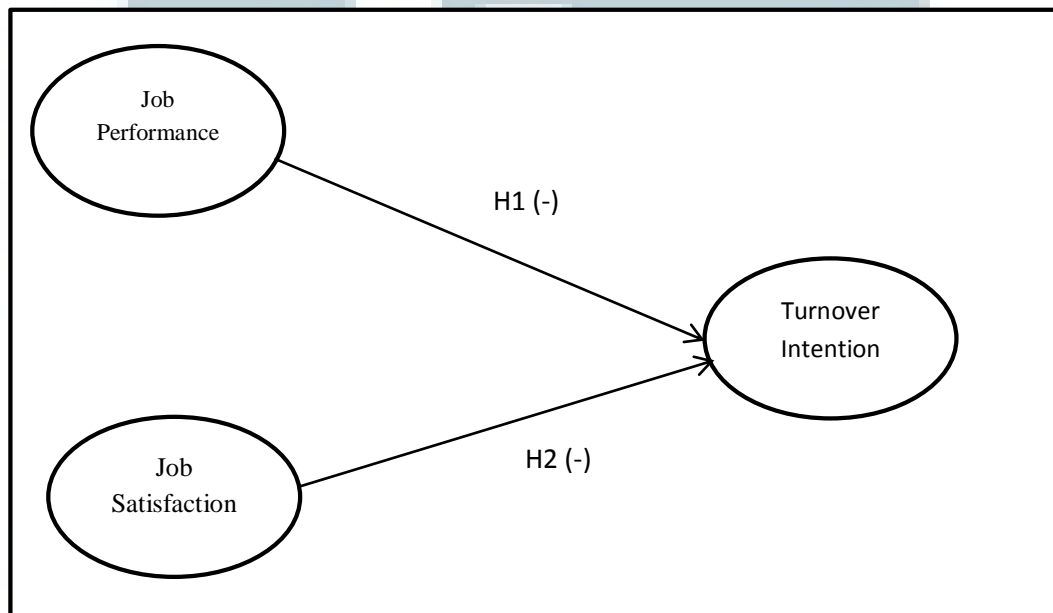 Job
Performance
H1 (-)
Turnover
Intention
H2 (-)
Job
Satisfaction